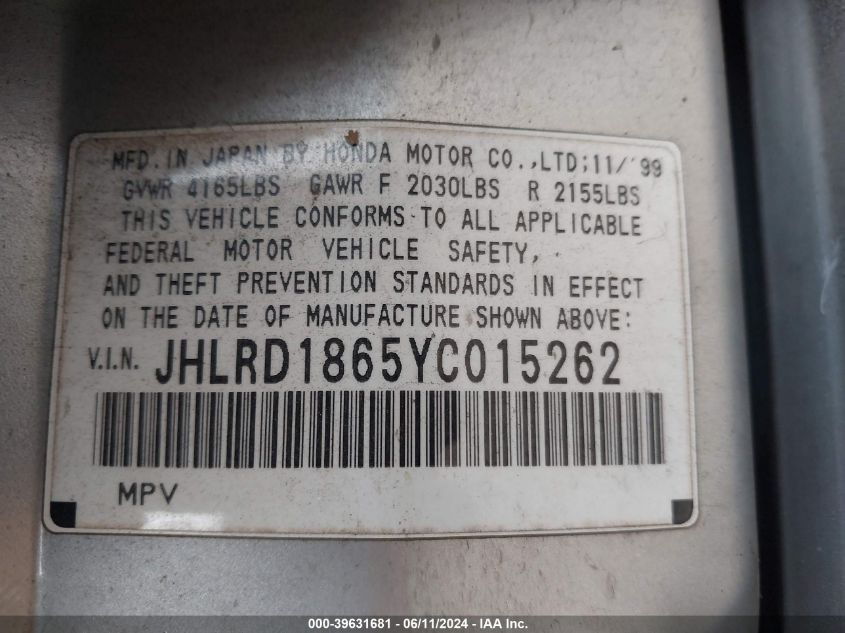 MFD. IN JAPAN BY HONDA MOTOR CO.,LTD;11/'99
GVWR 4165LBS GAWR F 2030LBS R 2155LBS
THIS VEHICLE CONFORMS TO ALL APPLICABLE
FEDERAL MOTOR VEHICLE SAFETY,
AND THEFT PREVENTION STANDARDS IN EFFECT
ON THE DATE OF MANUFACTURE SHOWN ABOVE:
V.I.N. JHLRD1865YC015262
MPV
000-39631681 - 06/11/2024 - IAA Inc.